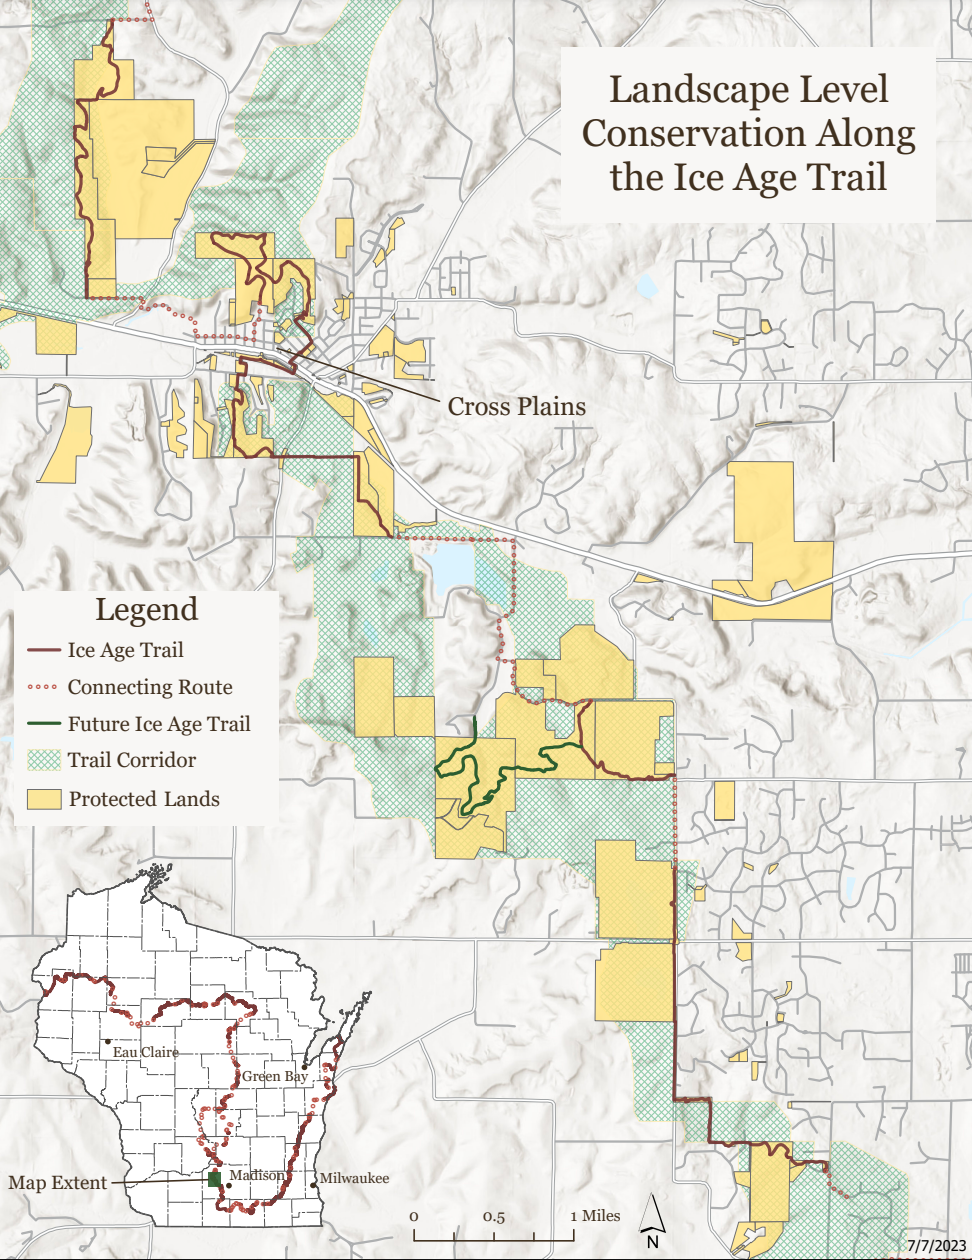 Landscape Level
Conservation Along
the Ice Age Trail
Cross Plains
Legend
Ice Age Trail
Connecting Route
Future Ice Age Trail
Trail Corridor
Protected Lands
Eau Claire
Green Bay
Madison
Milwaukee
Map Extent
0 0.5 1 Miles
N
7/7/2023